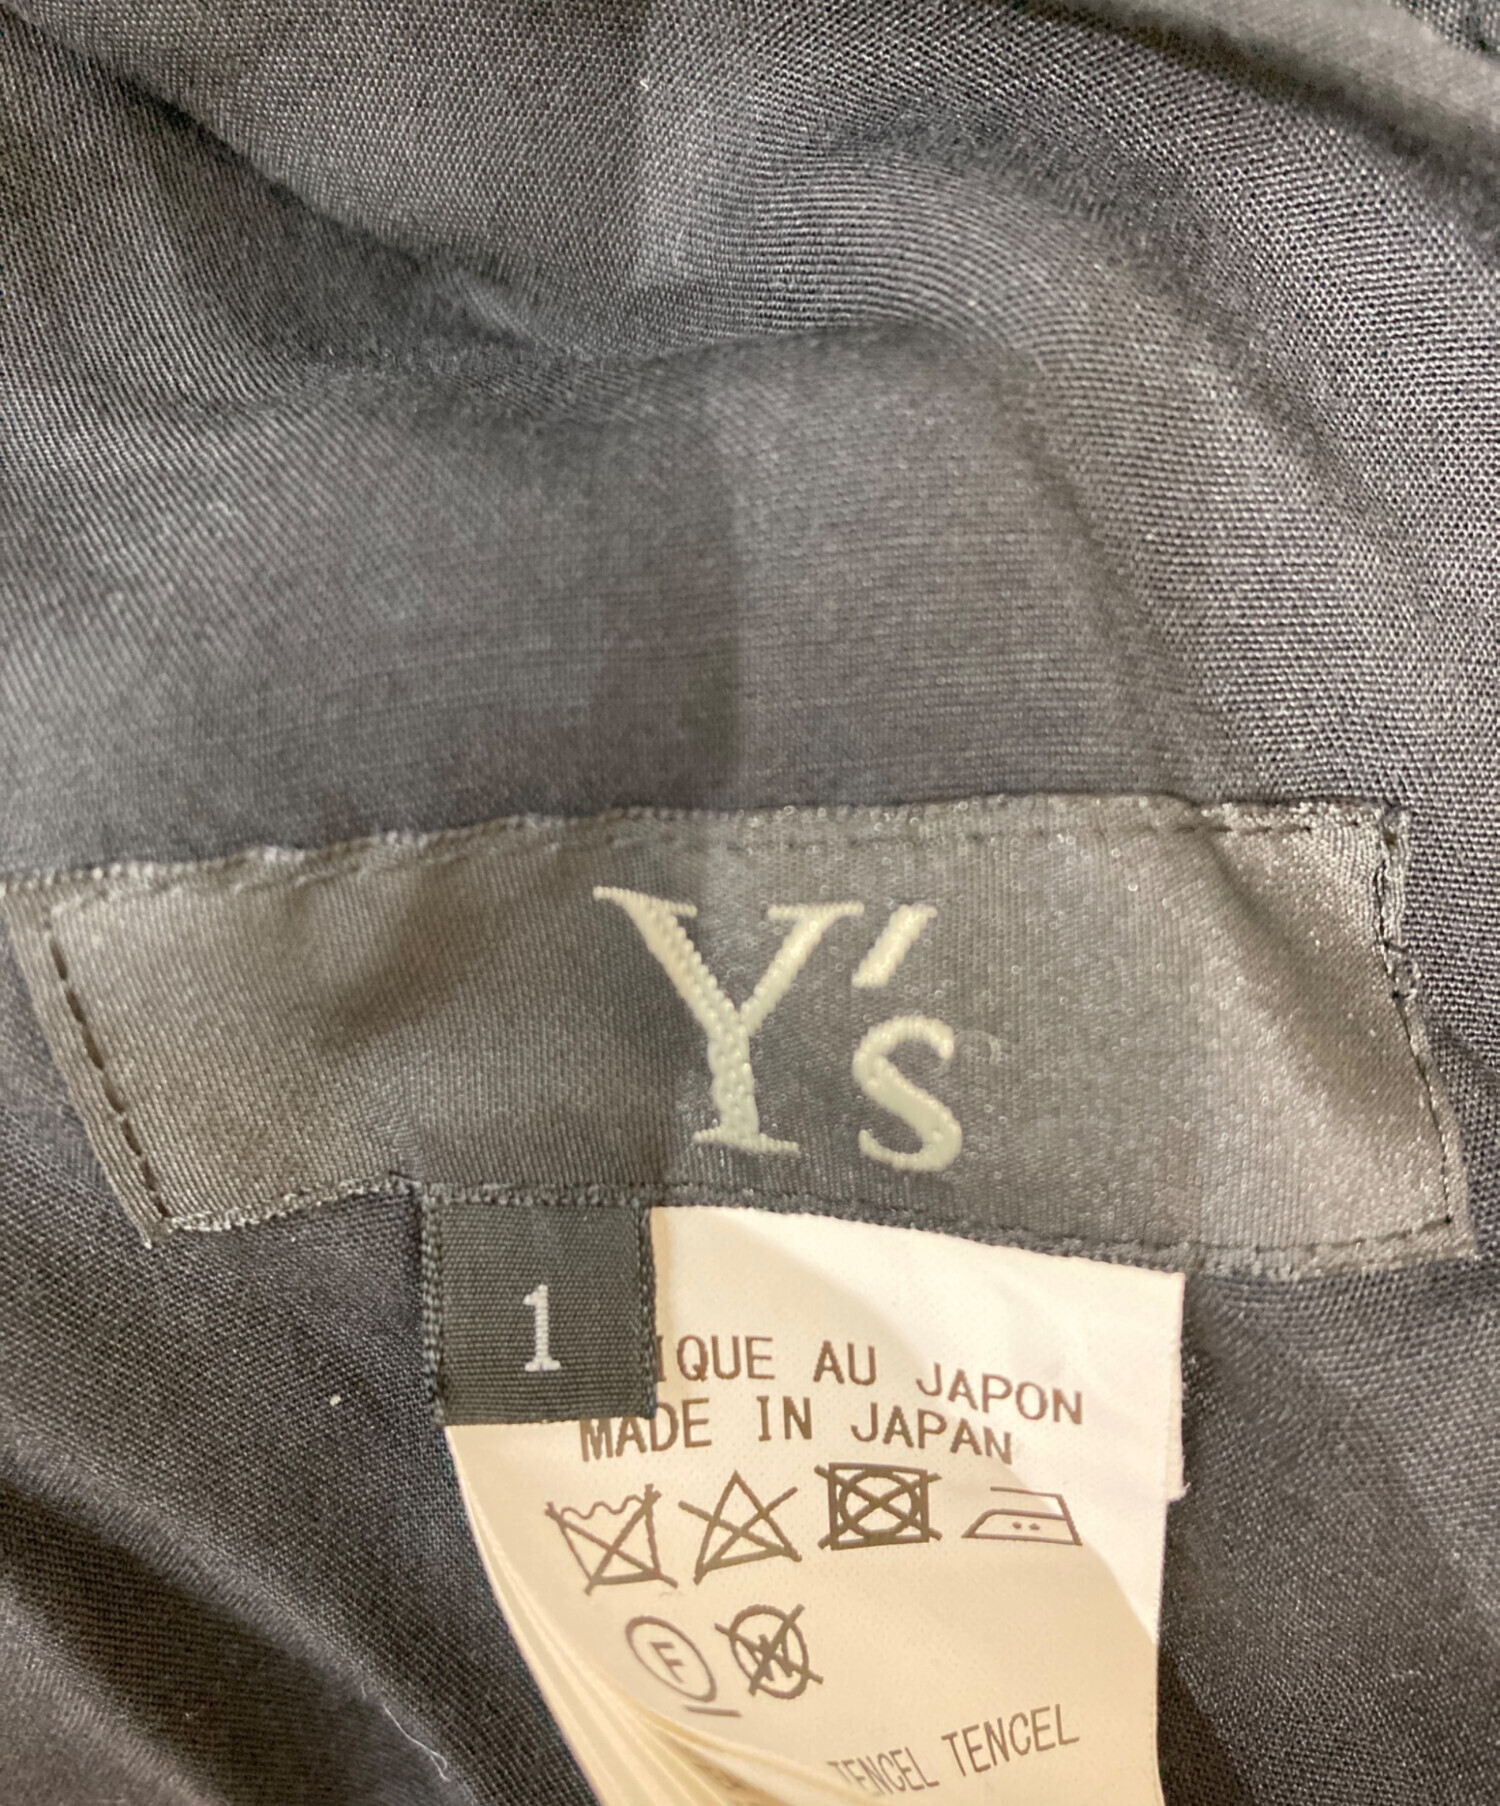 Y's
1
IQUE AU JAPON
MADE IN JAPAN
F
W
TENCEL TENCEL